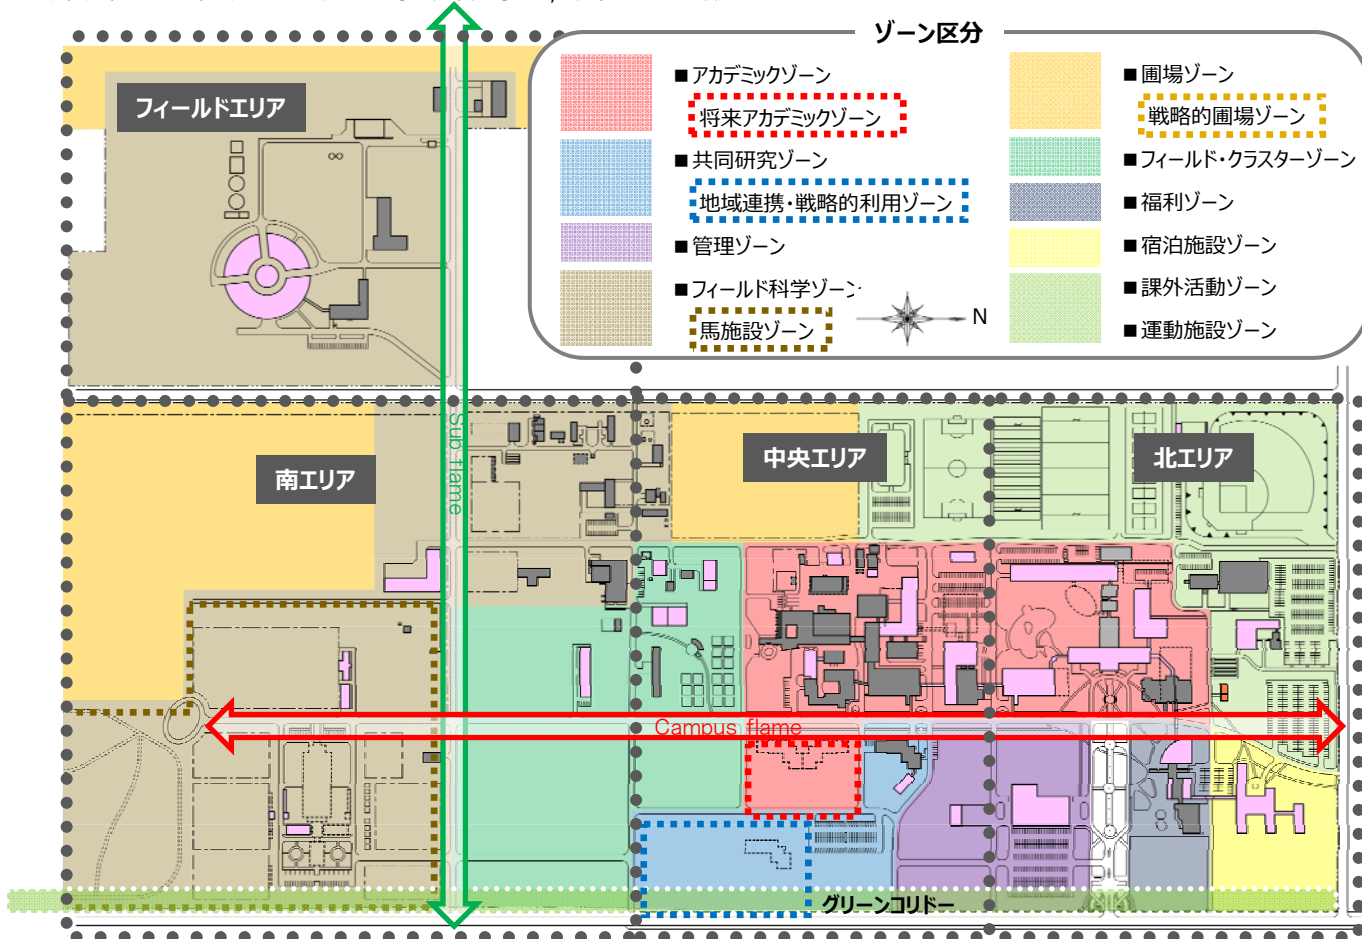 ゾーン区分
■アカデミックゾーン
将来アカデミックゾーン
■共同研究ゾーン
地域連携・戦略的利用ゾーン
■管理ゾーン
■フィールド科学ゾーン
馬施設ゾーン
■圃場ゾーン
戦略的圃場ゾーン
■フィールド・クラスターゾーン
■福利ゾーン
■宿泊施設ゾーン
■課外活動ゾーン
■運動施設ゾーン
N
フィールドエリア
南エリア
中央エリア
北エリア
Sub flame
Campus flame
グリーンコリドー